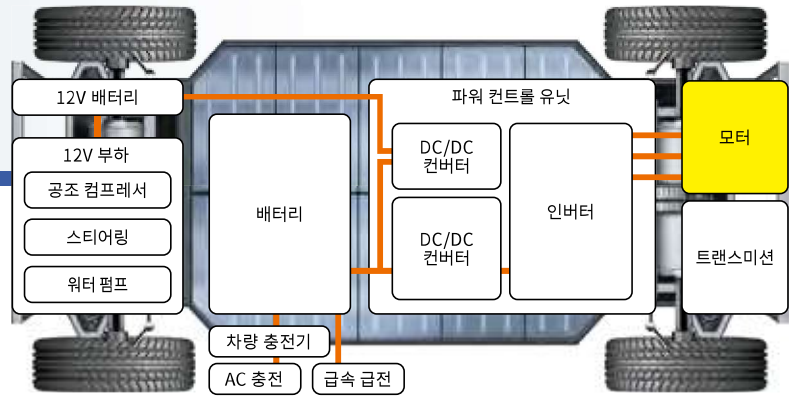 12V 배터리
12V 부하
공조 컴프레서
스티어링
워터 펌프
배터리
차량 충전기
AC 충전
급속 급전
파워 컨트롤 유닛
DC/DC
컨버터
DC/DC
컨버터
인버터
모터
트랜스미션